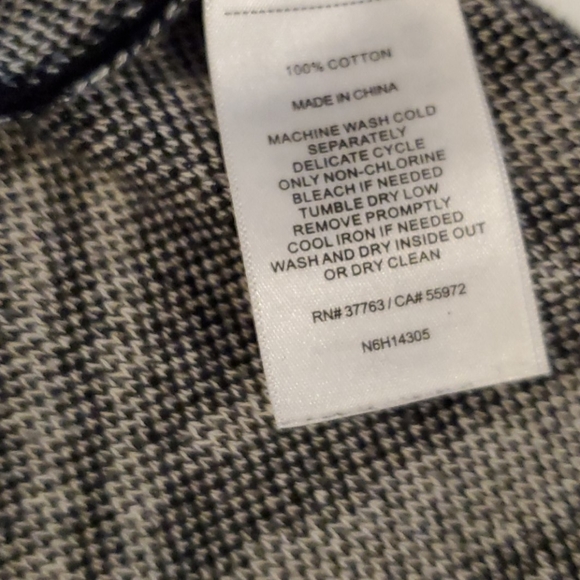 100% COTTON
MADE IN CHINA
MACHINE WASH COLD
SEPARATELY
DELICATE CYCLE
ONLY NON-CHLORINE
BLEACH IF NEEDED
TUMBLE DRY LOW
REMOVE PROMPTLY
COOL IRON IF NEEDED
WASH AND DRY INSIDE OUT
OR DRY CLEAN
RN# 37763 / CA# 55972
N6H14305